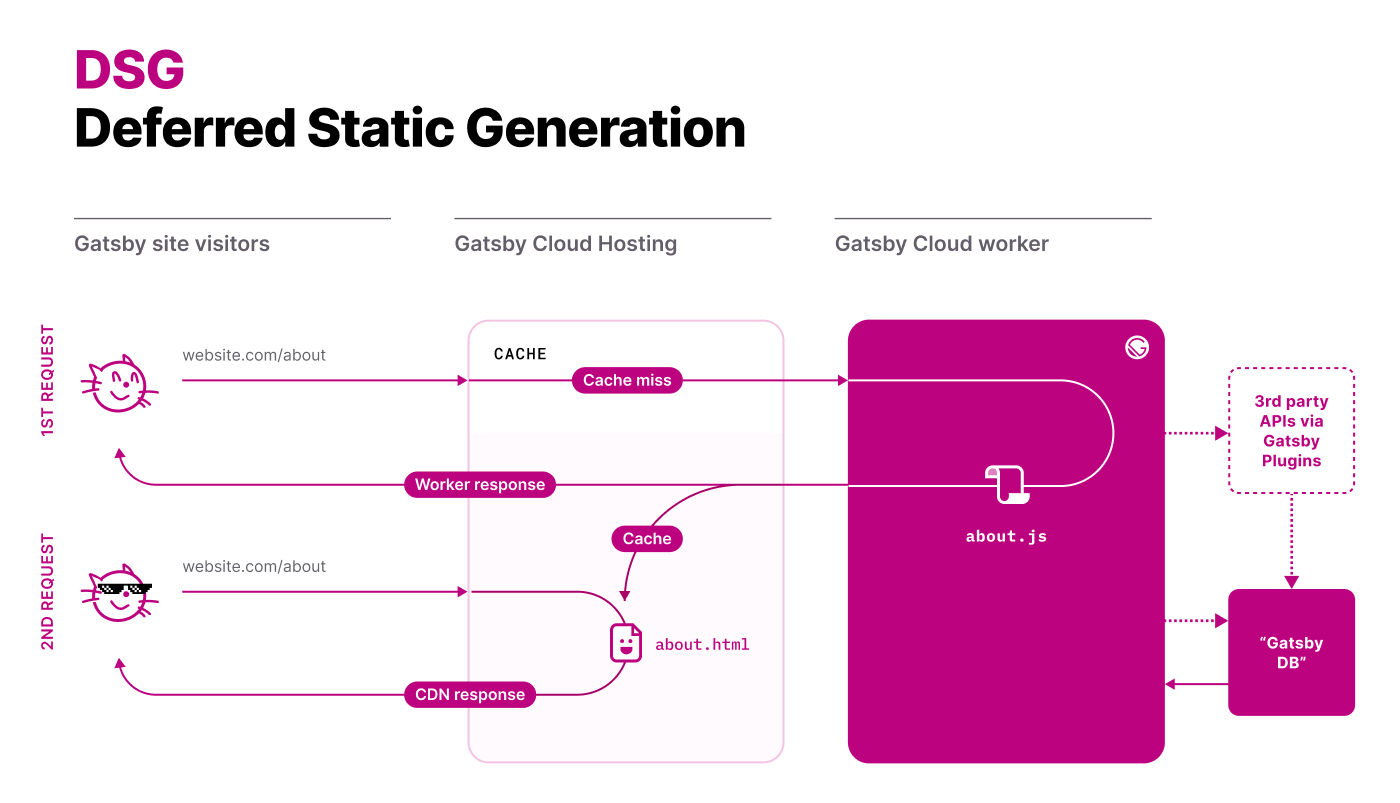 DSG
Deferred Static Generation
Gatsby site visitors
Gatsby Cloud Hosting
Gatsby Cloud worker
1ST REQUEST
website.com/about
CACHE
Cache miss
3rd party
APIs via
Gatsby
Plugins
Worker response
about.js
Cache
2ND REQUEST
website.com/about
about.html
“Gatsby
DB”
CDN response